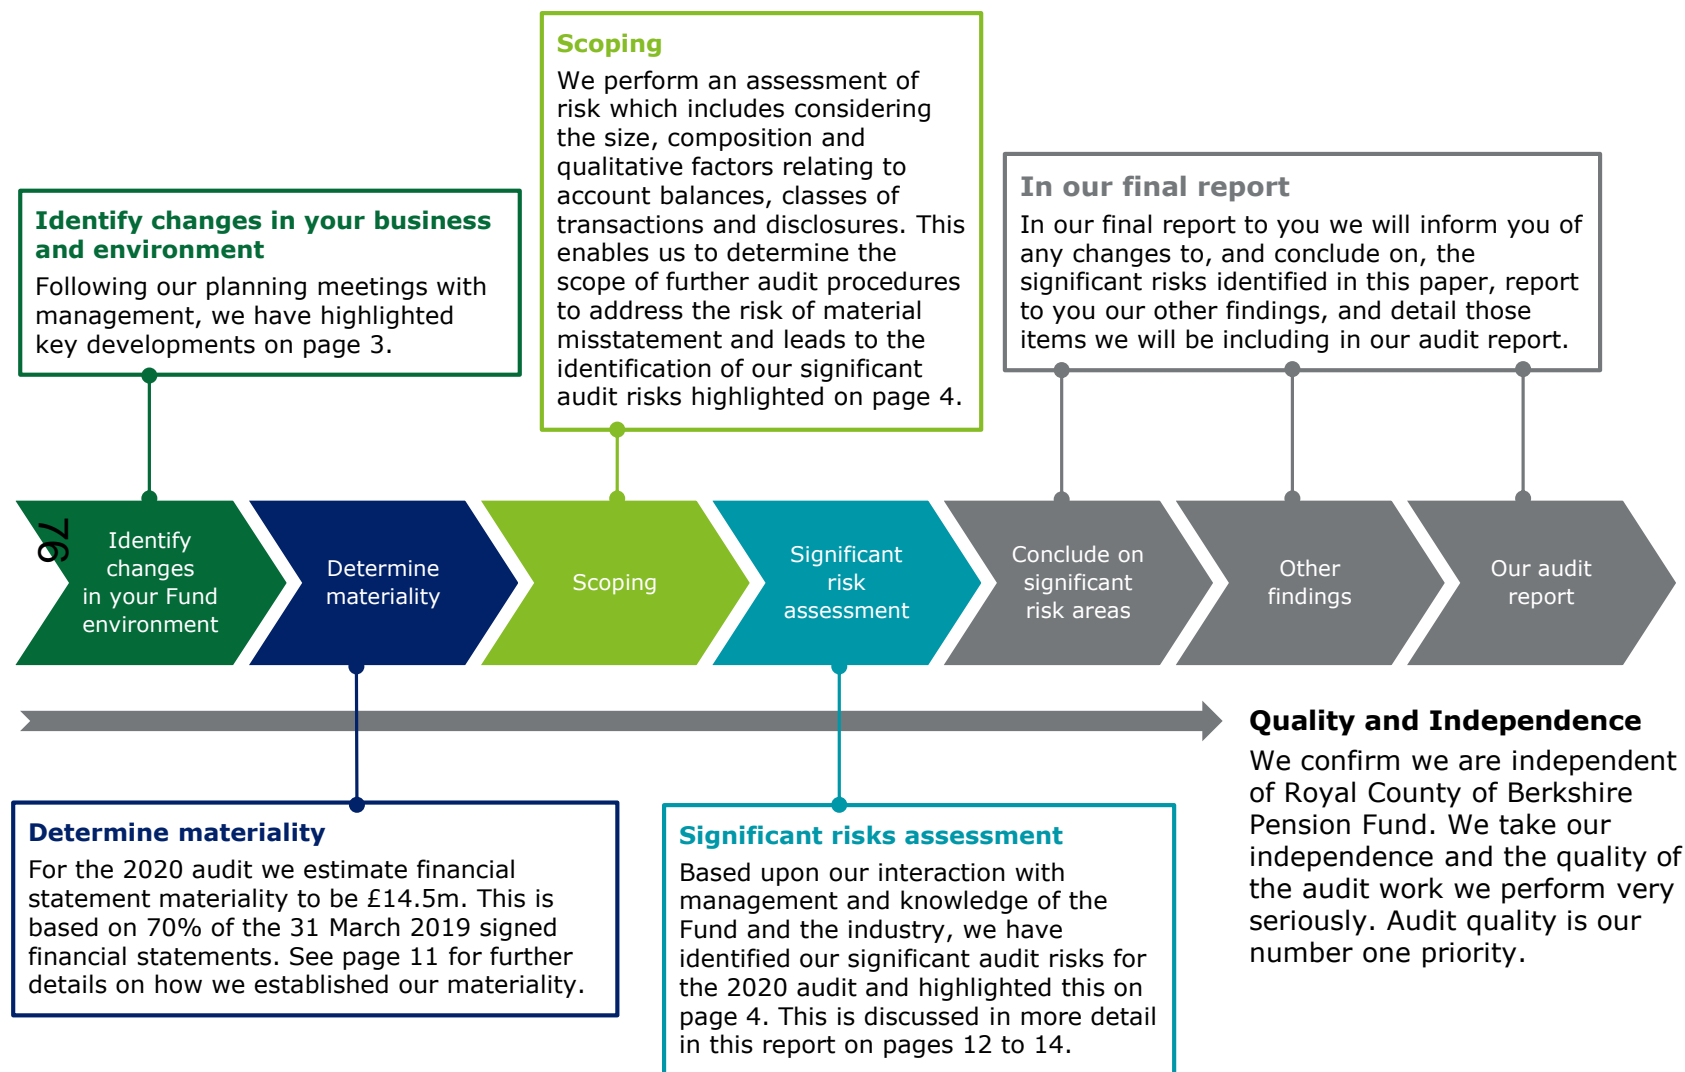 Scoping
We perform an assessment of
risk which includes considering
the size, composition and
qualitative factors relating to
account balances, classes of
transactions and disclosures. This
enables us to determine the
scope of further audit procedures
to address the risk of material
misstatement and leads to the
identification of our significant
audit risks highlighted on page 4.
Identify changes in your business
and environment
Following our planning meetings with
management, we have highlighted
key developments on page 3.
In our final report
In our final report to you we will inform you of
any changes to, and conclude on, the
significant risks identified in this paper, report
to you our other findings, and detail those
items we will be including in our audit report.
76
Identify
changes
in your Fund
environment
Determine
materiality
Scoping
Significant
risk
assessment
Conclude on
significant
risk areas
Other
findings
Our audit
report
Determine materiality
For the 2020 audit we estimate financial
statement materiality to be £14.5m. This is
based on 70% of the 31 March 2019 signed
financial statements. See page 11 for further
details on how we established our materiality.
Significant risks assessment
Based upon our interaction with
management and knowledge of the
Fund and the industry, we have
identified our significant audit risks for
the 2020 audit and highlighted this on
page 4. This is discussed in more detail
in this report on pages 12 to 14.
Quality and Independence
We confirm we are independent
of Royal County of Berkshire
Pension Fund. We take our
independence and the quality of
the audit work we perform very
seriously. Audit quality is our
number one priority.